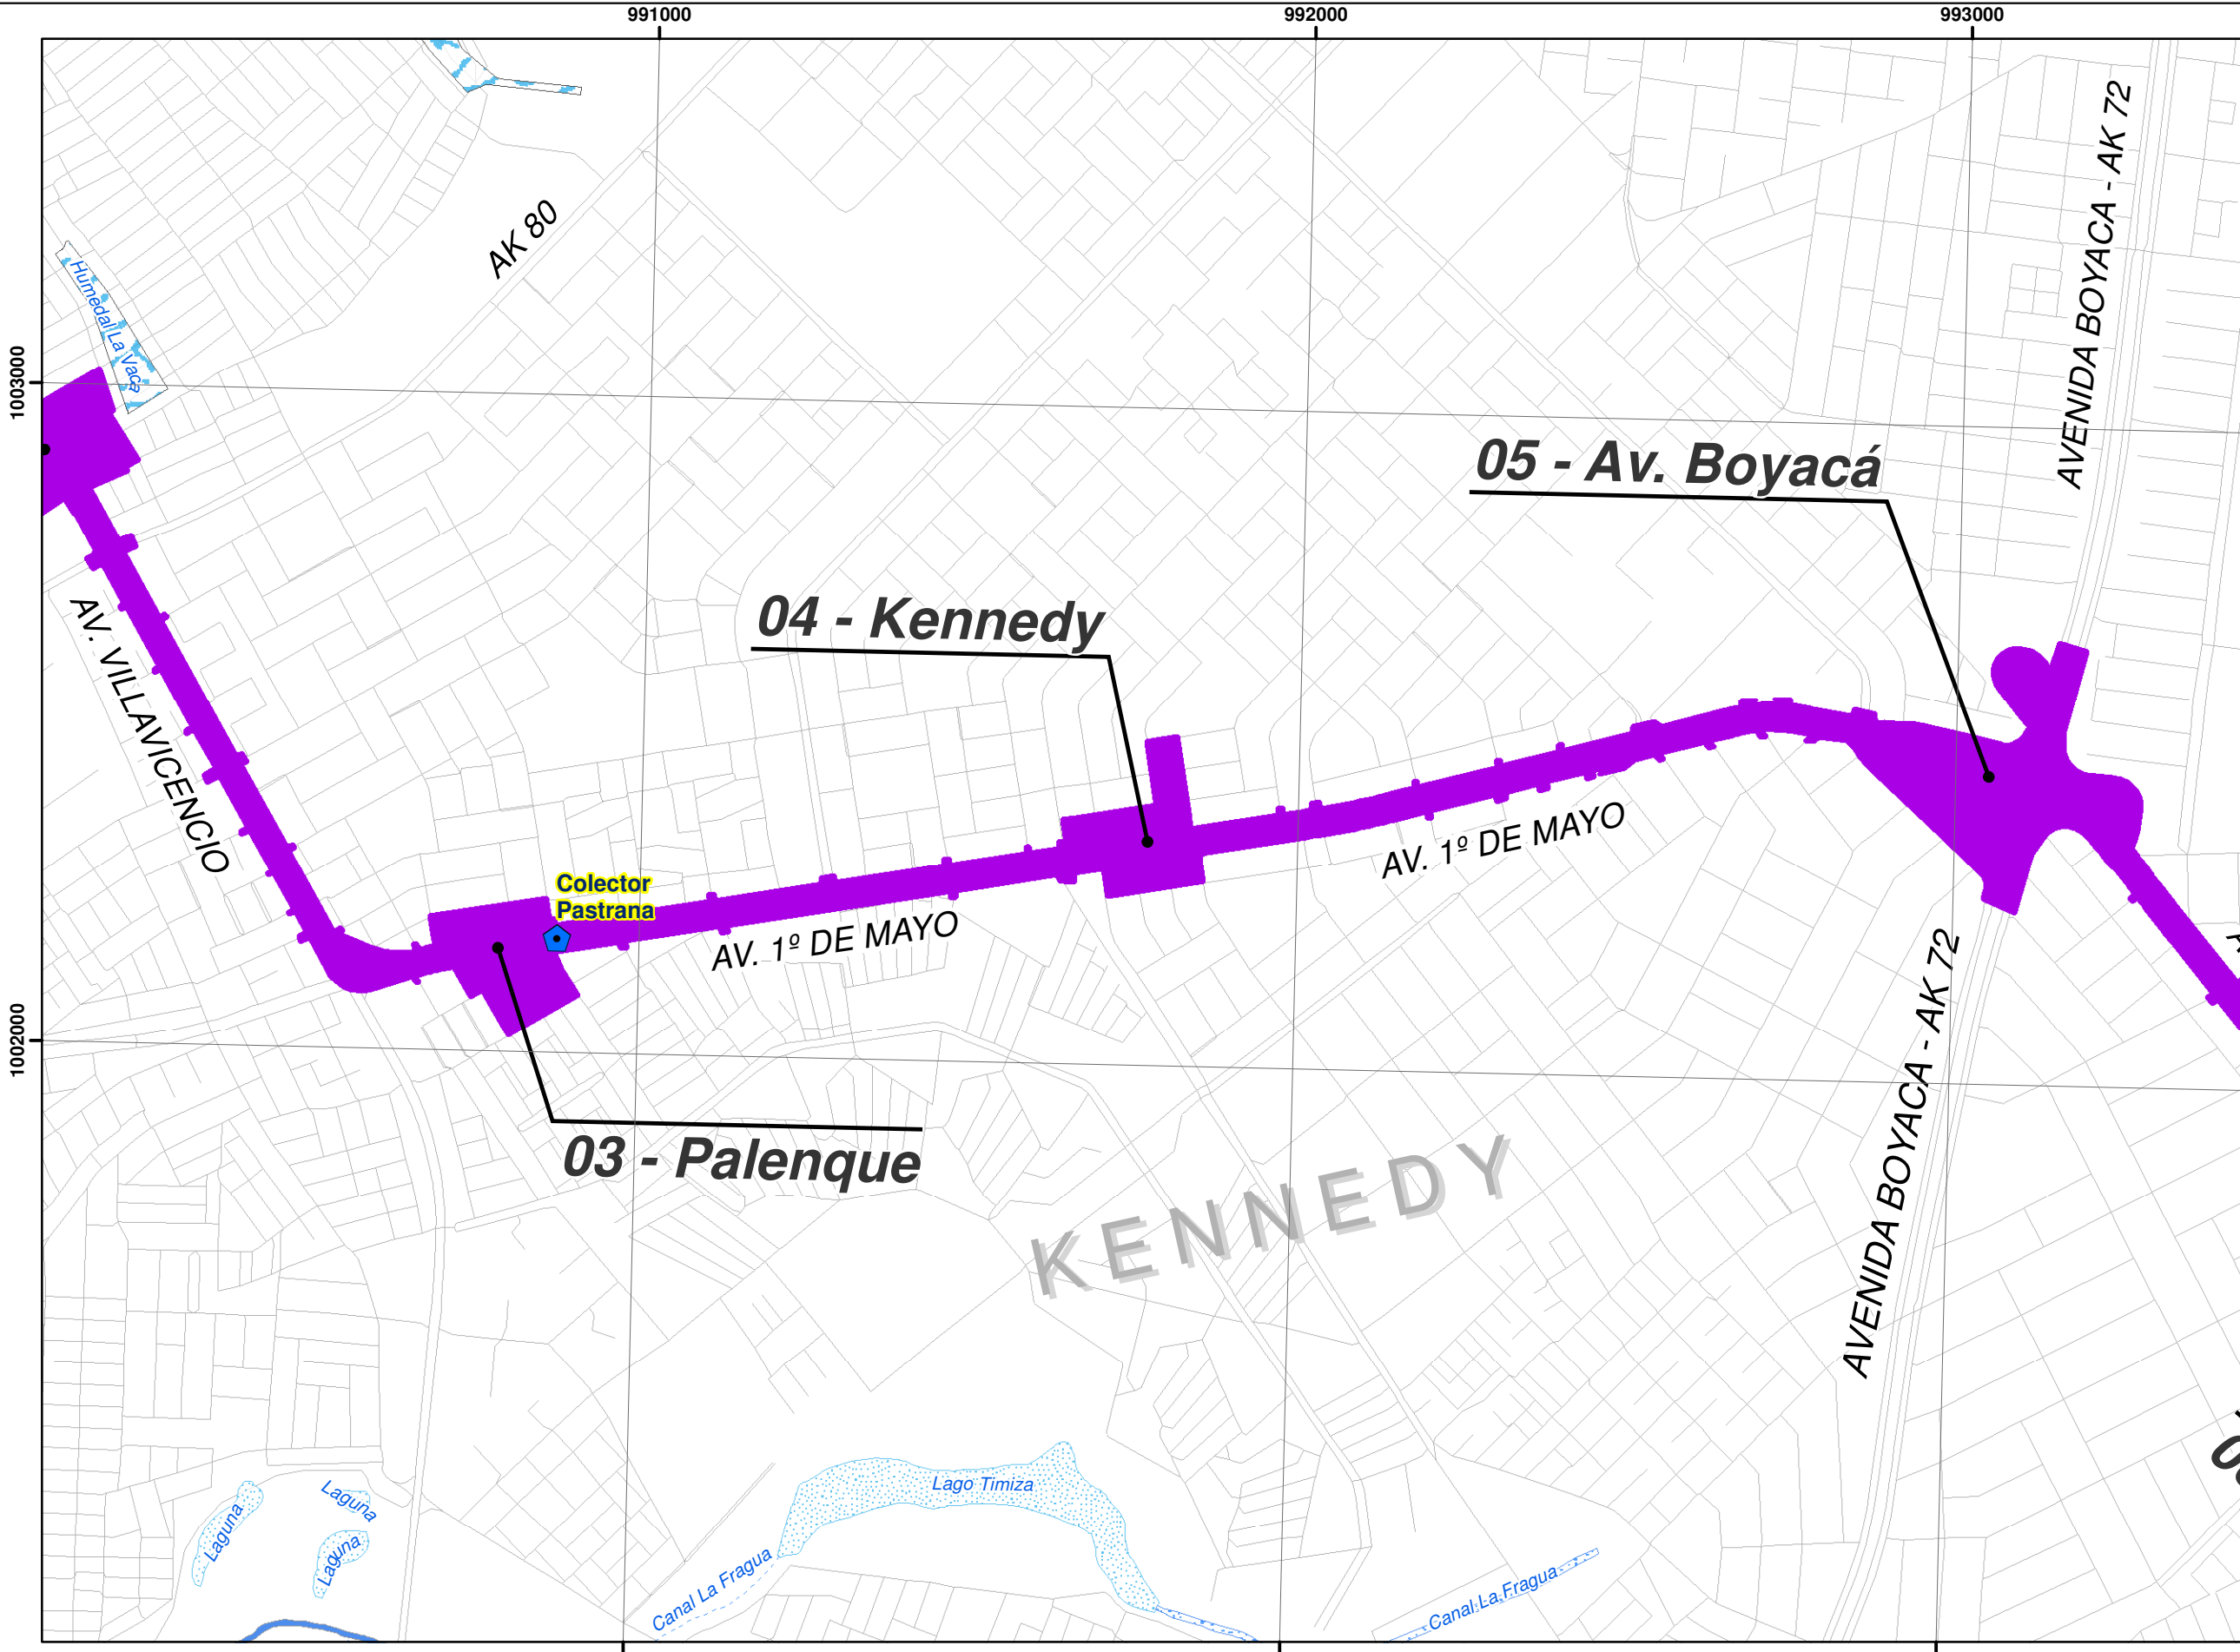 991000
992000
993000
1003000
1002000
AK 80
AVENIDA BOYACA - AK 72
Humedal La Vaca
05 - Av. Boyacá
04 - Kennedy
AV. VILLAVICENCIO
AV. 1º DE MAYO
Colector
Pastrana
AV. 1º DE MAYO
AVENIDA BOYACA - AK 72
03 - Palenque
KENNEDY
Lago Timiza
Laguna
Laguna
Laguna
Canal La Fragua
Canal La Fragua